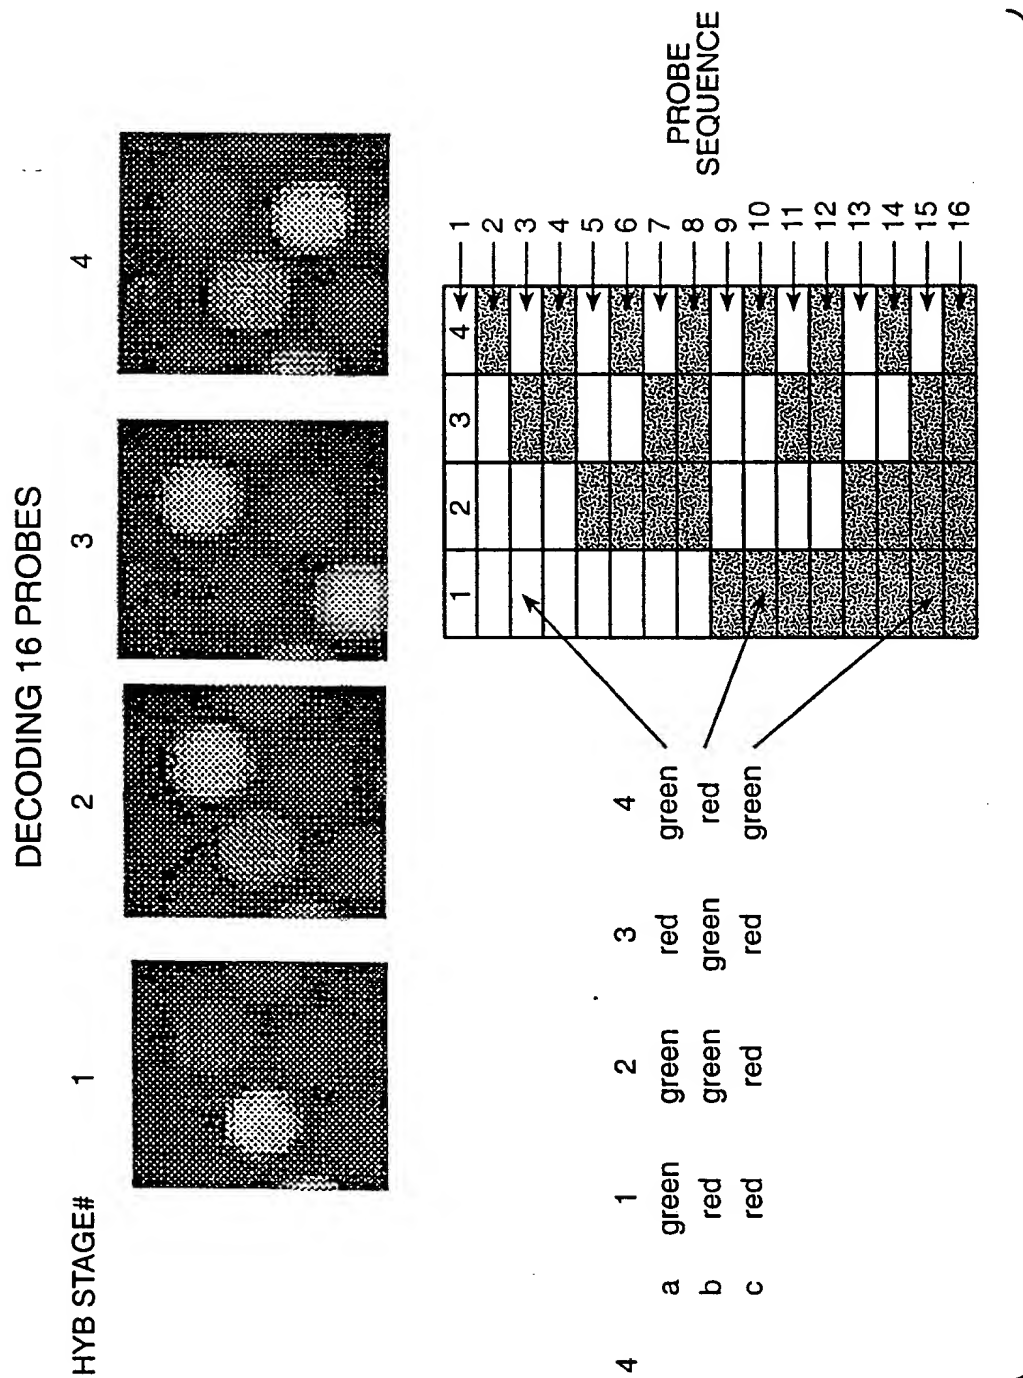 DECODING 16 PROBES
HYB STAGE# 1 2 3 4
1 2 3 4
1
2
3
4
5
6
7
8
9
10
11
12
13
14
15
16
PROBE
SEQUENCE
4
1 2 3 4
a green green red green
b red green green red
c red red red green